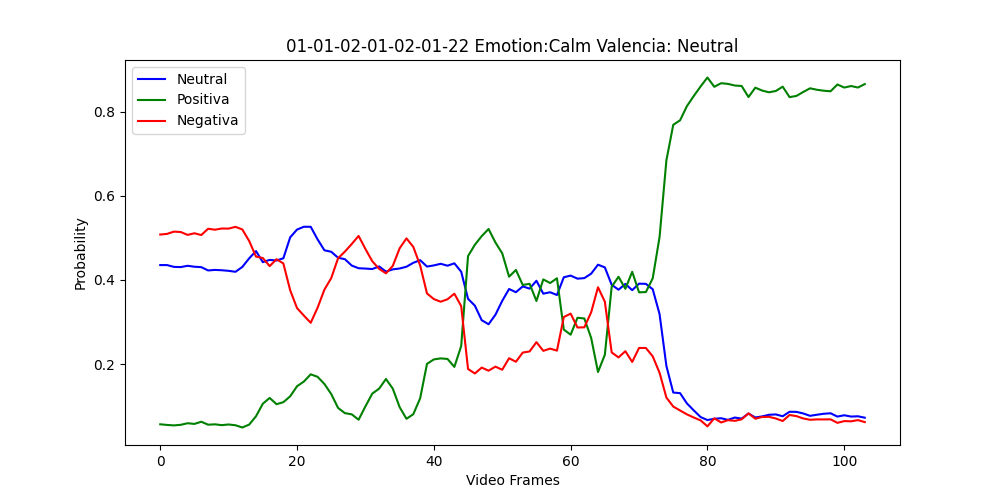 01-01-02-01-02-01-22 Emotion:Calm Valencia: Neutral
Neutral
Positiva
Negativa
Probability
0.8
0.6
0.4
0.2
0 20 40 60 80 100
Video Frames